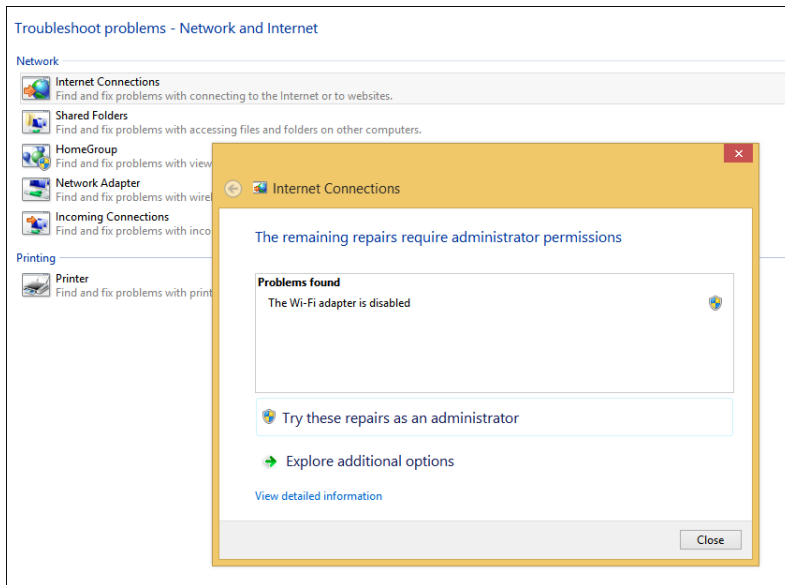 Troubleshoot problems - Network and Internet
Network
Internet Connections
Find and fix problems with connecting to the Internet or to websites.
Shared Folders
Find and fix problems with accessing files and folders on other computers.
HomeGroup
Find and fix problems with view
Network Adapter
Find and fix problems with wirel
Incoming Connections
Find and fix problems with inco
Printing
Printer
Find and fix problems with print
Internet Connections
The remaining repairs require administrator permissions
Problems found
The Wi-Fi adapter is disabled
Try these repairs as an administrator
Explore additional options
View detailed information
Close